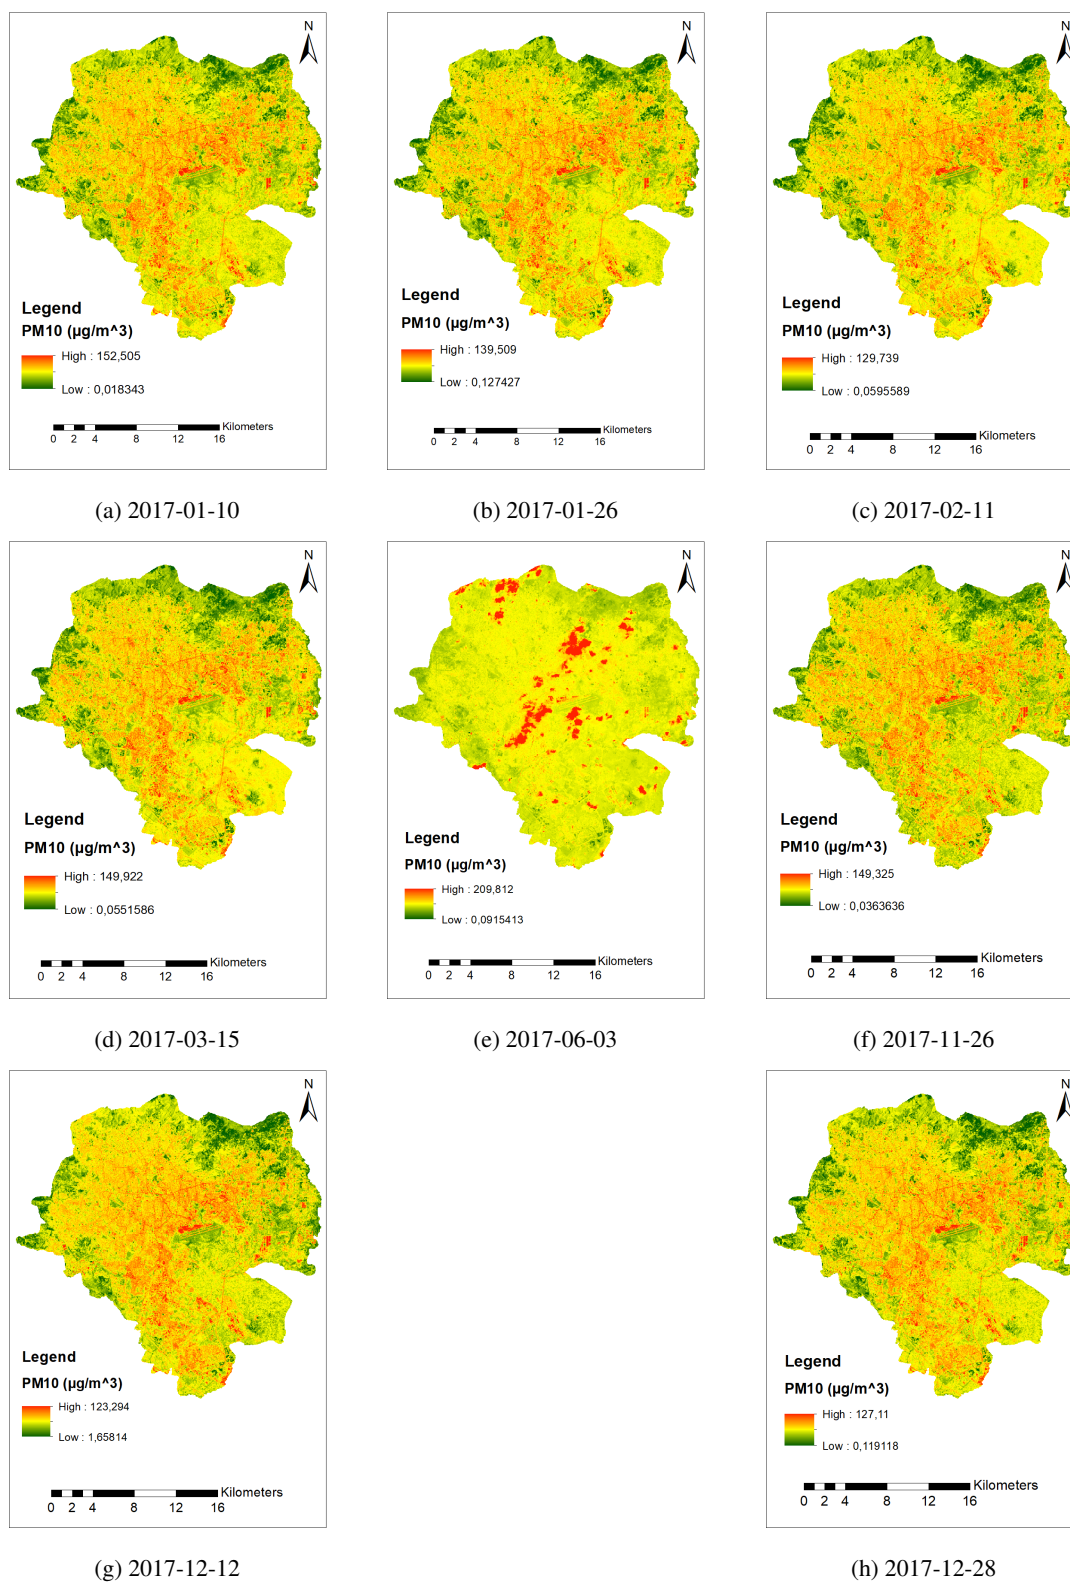 N
Legend
PM10 (µg/m^3)
High : 152,505
Low : 0,018343
Kilometers
0 2 4 8 12 16
(a) 2017-01-10
N
Legend
PM10 (µg/m^3)
High : 139,509
Low : 0,127427
Kilometers
0 2 4 8 12 16
(b) 2017-01-26
N
Legend
PM10 (µg/m^3)
High : 129,739
Low : 0,0595589
Kilometers
0 2 4 8 12 16
(c) 2017-02-11
N
Legend
PM10 (µg/m^3)
High : 149,922
Low : 0,0551586
Kilometers
0 2 4 8 12 16
(d) 2017-03-15
N
Legend
PM10 (µg/m^3)
High : 209,812
Low : 0,0915413
Kilometers
0 2 4 8 12 16
(e) 2017-06-03
N
Legend
PM10 (µg/m^3)
High : 149,325
Low : 0,0363636
Kilometers
0 2 4 8 12 16
(f) 2017-11-26
N
Legend
PM10 (µg/m^3)
High : 123,294
Low : 1,65814
Kilometers
0 2 4 8 12 16
(g) 2017-12-12
N
Legend
PM10 (µg/m^3)
High : 127,11
Low : 0,119118
Kilometers
0 2 4 8 12 16
(h) 2017-12-28